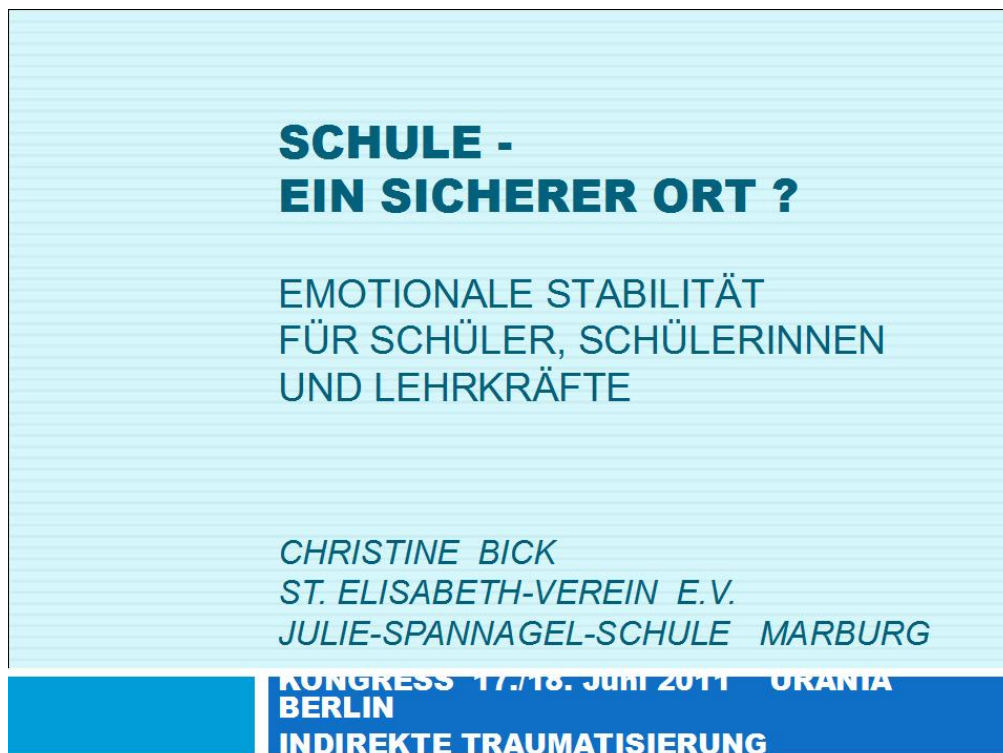 SCHULE -
EIN SICHERER ORT ?
EMOTIONALE STABILITÄT
FÜR SCHÜLER, SCHÜLERINNEN
UND LEHRKRÄFTE
CHRISTINE BICK
ST. ELISABETH-VEREIN E.V.
JULIE-SPANNAGEL-SCHULE MARBURG
KONGRESS 17./18. Juni 2011 URANIA
BERLIN
INDIREKTE TRAUMATISIERUNG